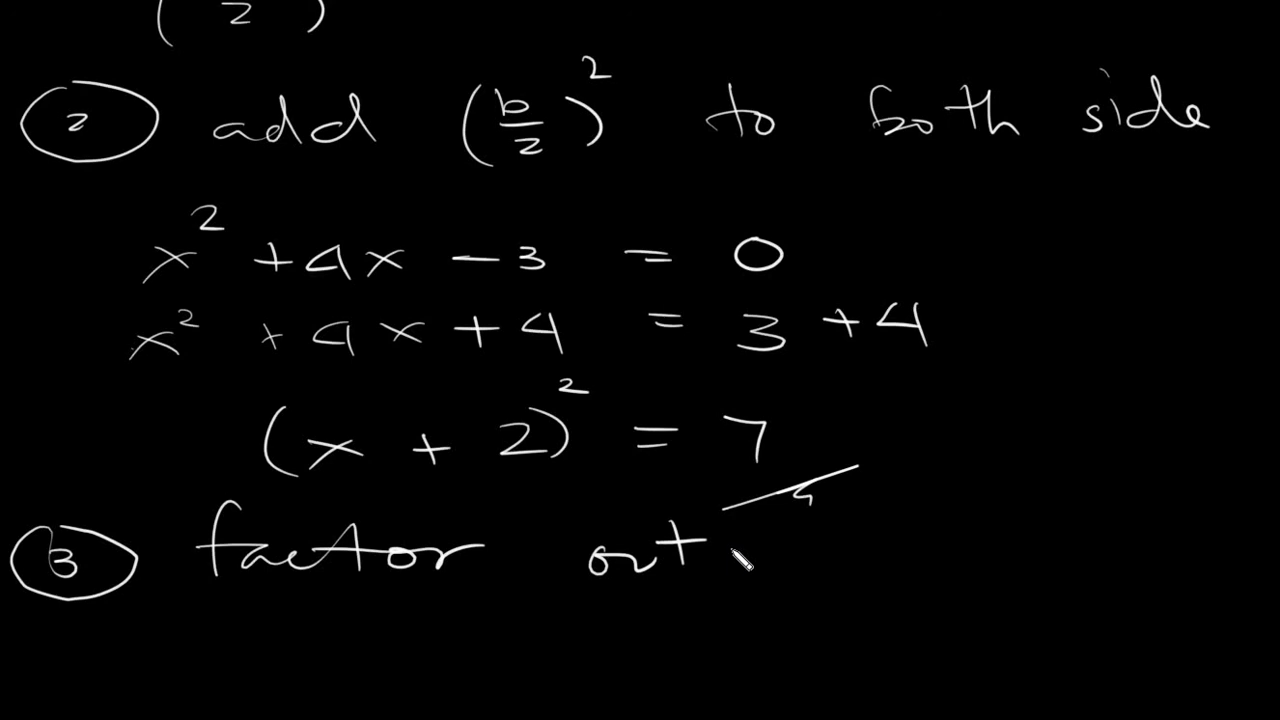 ( 2 )
2 add (b/2)² to both side
x² + 4x - 3 = 0
x² + 4x + 4 = 3 + 4
(x + 2)² = 7
3 factor out